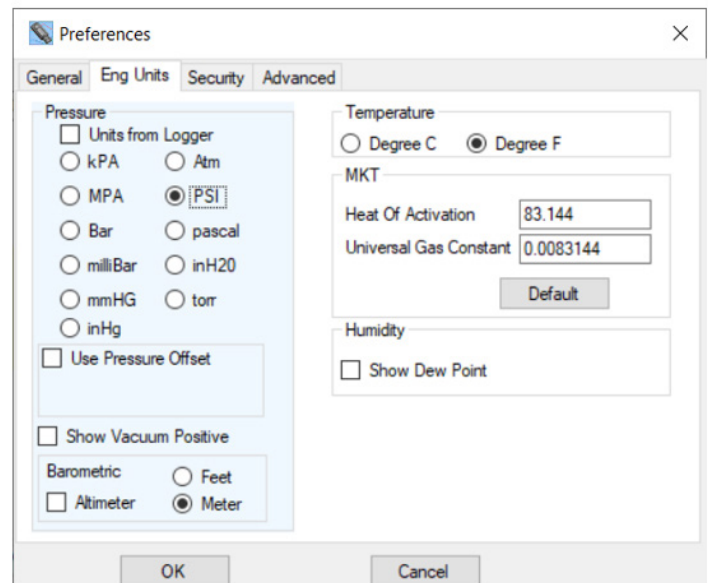 Preferences
General Eng Units Security Advanced
Pressure
Units from Logger
kPA Atm
MPA PSI
Bar pascal
milliBar inH20
mmHG torr
inHg
Use Pressure Offset
Show Vacuum Positive
Barometric Feet
Altimeter Meter
Temperature
Degree C Degree F
MKT
Heat Of Activation 83.144
Universal Gas Constant 0.0083144
Default
Humidity
Show Dew Point
OK Cancel